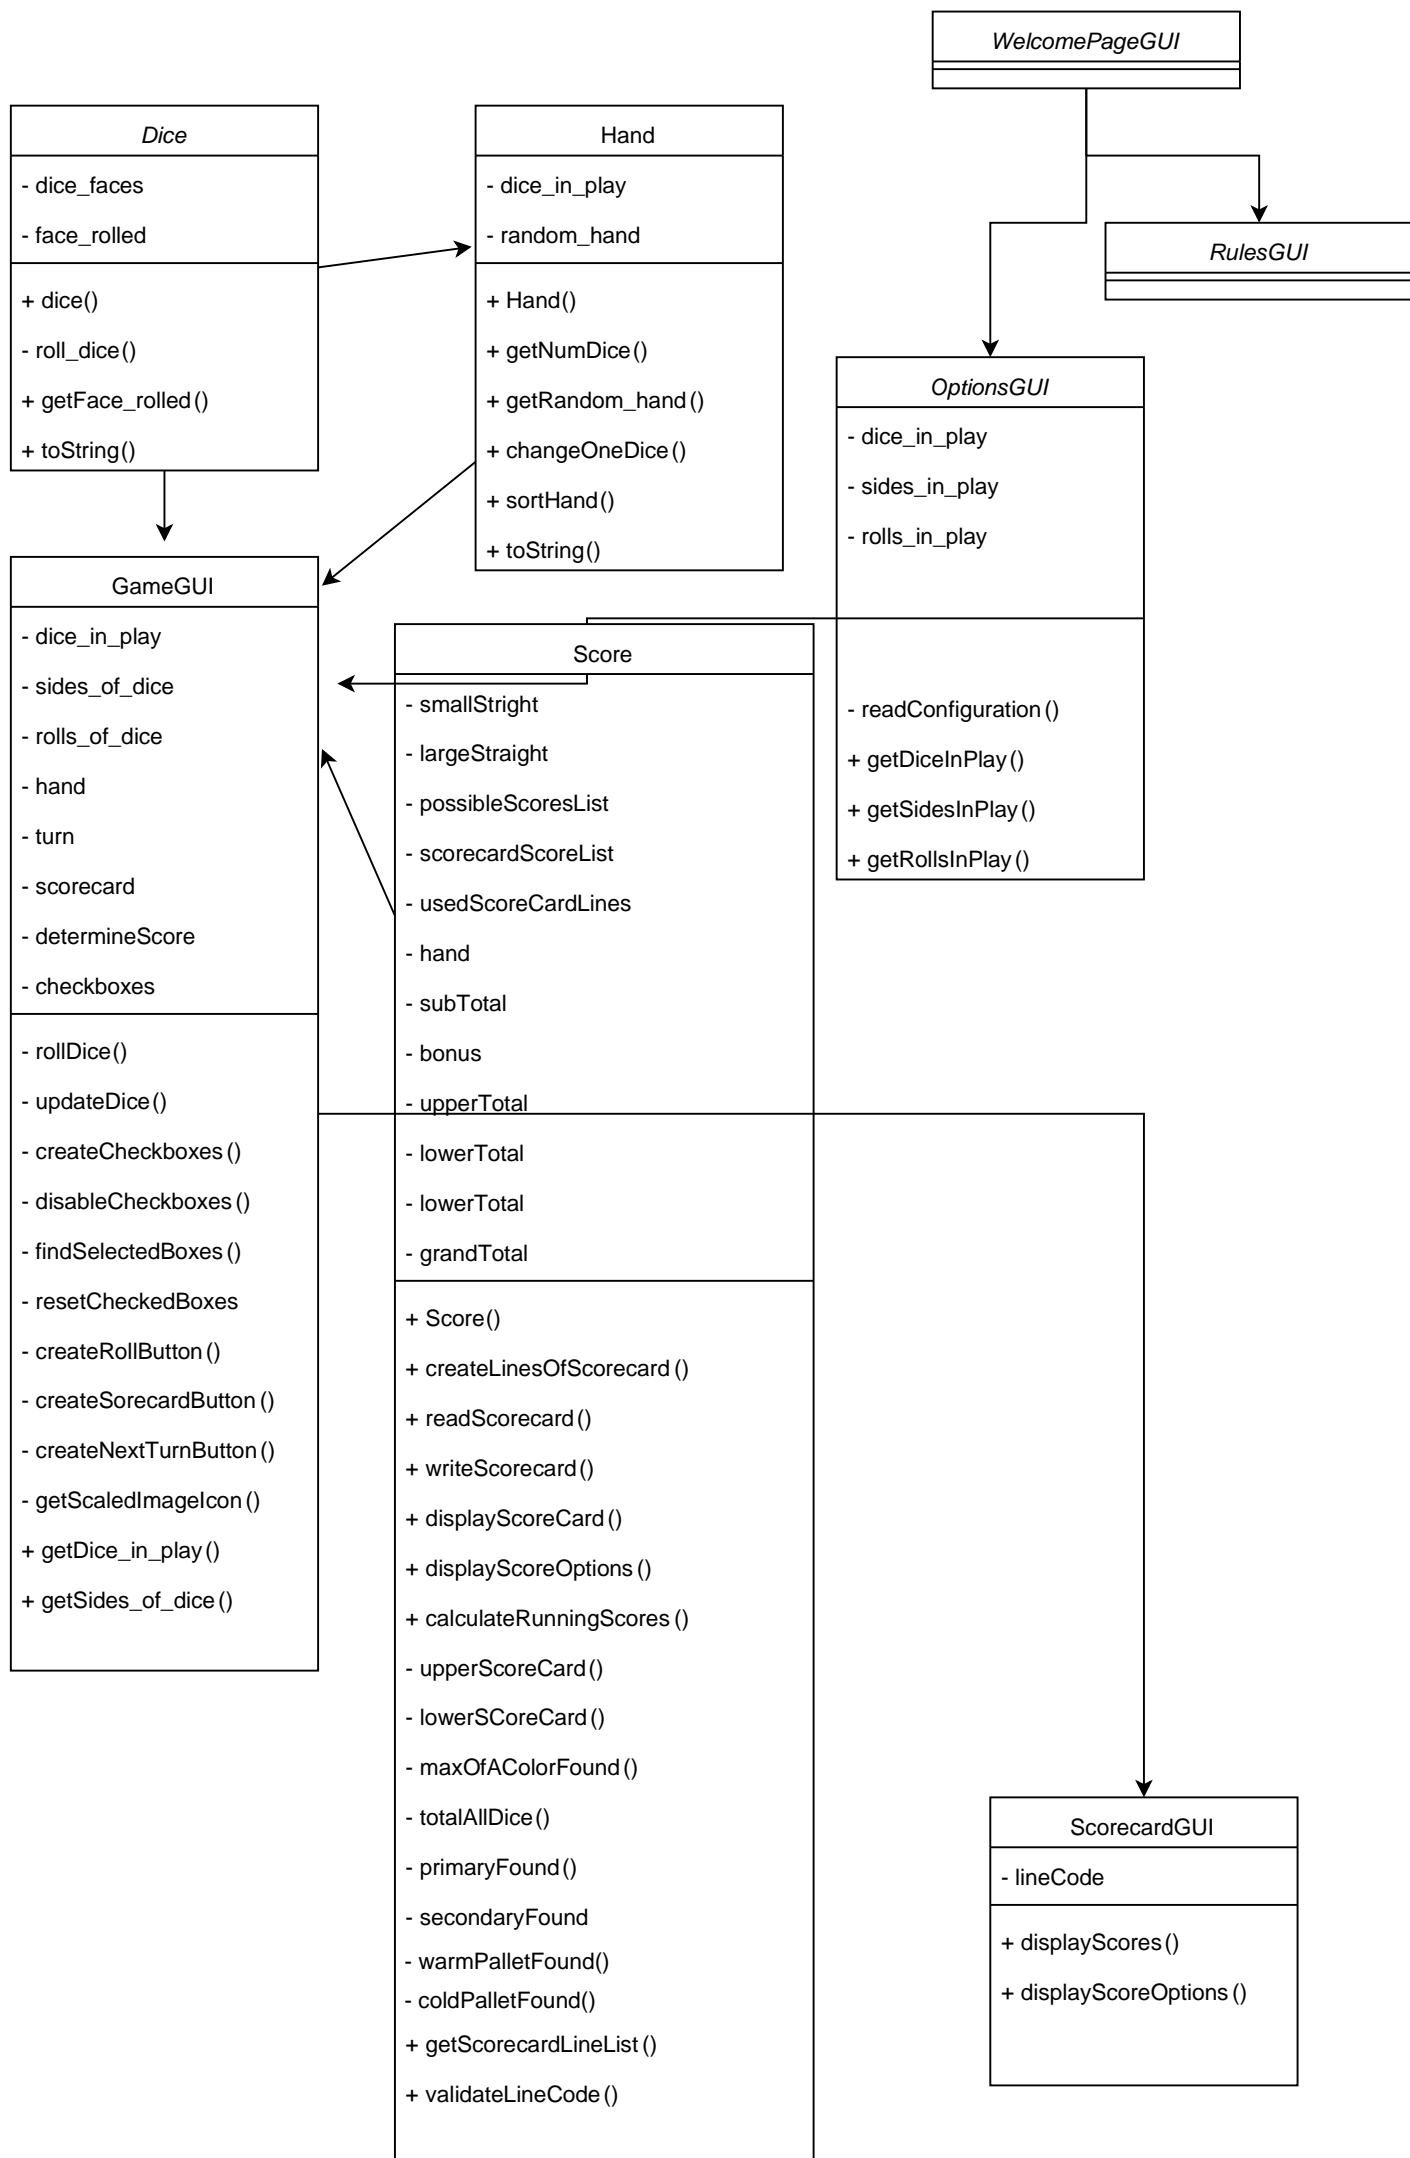 WelcomePageGUI
Dice
- dice_faces
- face_rolled
+ dice()
- roll_dice()
+ getFace_rolled()
+ toString()
Hand
- dice_in_play
- random_hand
+ Hand()
+ getNumDice()
+ getRandom_hand()
+ changeOneDice()
+ sortHand()
+ toString()
RulesGUI
OptionsGUI
- dice_in_play
- sides_in_play
- rolls_in_play
- readConfiguration()
+ getDiceInPlay()
+ getSidesInPlay()
+ getRollsInPlay()
GameGUI
- dice_in_play
- sides_of_dice
- rolls_of_dice
- hand
- turn
- scorecard
- determineScore
- checkboxes
- rollDice()
- updateDice()
- createCheckboxes()
- disableCheckboxes()
- findSelectedBoxes()
- resetCheckedBoxes
- createRollButton()
- createSorecardButton()
- createNextTurnButton()
- getScaledImageIcon()
+ getDice_in_play()
+ getSides_of_dice()
Score
- smallStright
- largeStraight
- possibleScoresList
- scorecardScoreList
- usedScoreCardLines
- hand
- subTotal
- bonus
- upperTotal
- lowerTotal
- lowerTotal
- grandTotal
+ Score()
+ createLinesOfScorecard()
+ readScorecard()
+ writeScorecard()
+ displayScoreCard()
+ displayScoreOptions()
+ calculateRunningScores()
- upperScoreCard()
- lowerSCoreCard()
- maxOfAColorFound()
- totalAllDice()
- primaryFound()
- secondaryFound
- warmPalletFound()
- coldPalletFound()
+ getScorecardLineList()
+ validateLineCode()
ScorecardGUI
- lineCode
+ displayScores()
+ displayScoreOptions()